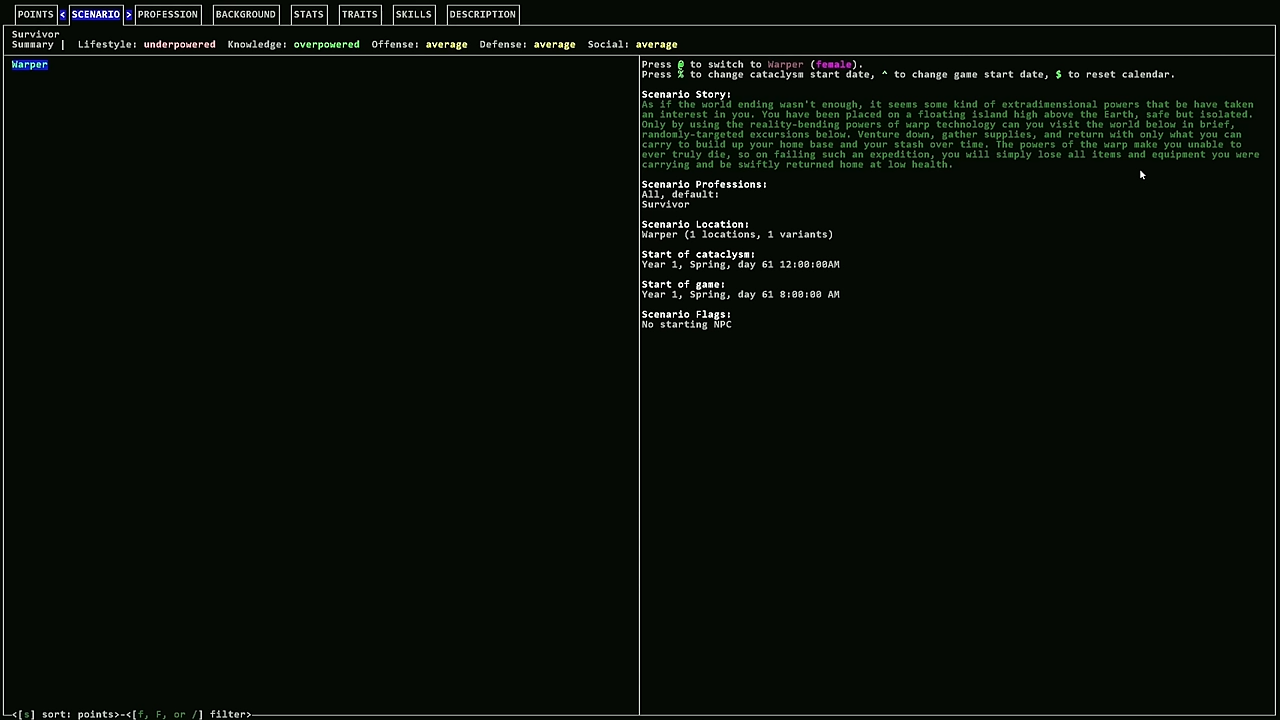 POINTS < SCENARIO > PROFESSION BACKGROUND STATS TRAITS SKILLS DESCRIPTION
Survivor
Summary | Lifestyle: underpowered Knowledge: overpowered Offense: average Defense: average Social: average
Warper
Press @ to switch to Warper (female).
Press % to change cataclysm start date, ^ to change game start date, $ to reset calendar.
Scenario Story:
As if the world ending wasn't enough, it seems some kind of extradimensional powers that be have taken
an interest in you. You have been placed on a floating island high above the Earth, safe but isolated.
Only by using the reality-bending powers of warp technology can you visit the world below in brief,
randomly-targeted excursions below. Venture down, gather supplies, and return with only what you can
carry to build up your home base and your stash over time. The powers of the warp make you unable to
ever truly die, so on failing such an expedition, you will simply lose all items and equipment you were
carrying and be swiftly returned home at low health.
Scenario Professions:
All, default:
Survivor
Scenario Location:
Warper (1 locations, 1 variants)
Start of cataclysm:
Year 1, Spring, day 61 12:00:00AM
Start of game:
Year 1, Spring, day 61 8:00:00 AM
Scenario Flags:
No starting NPC
<[s] sort: points>-<[f, F, or /] filter>